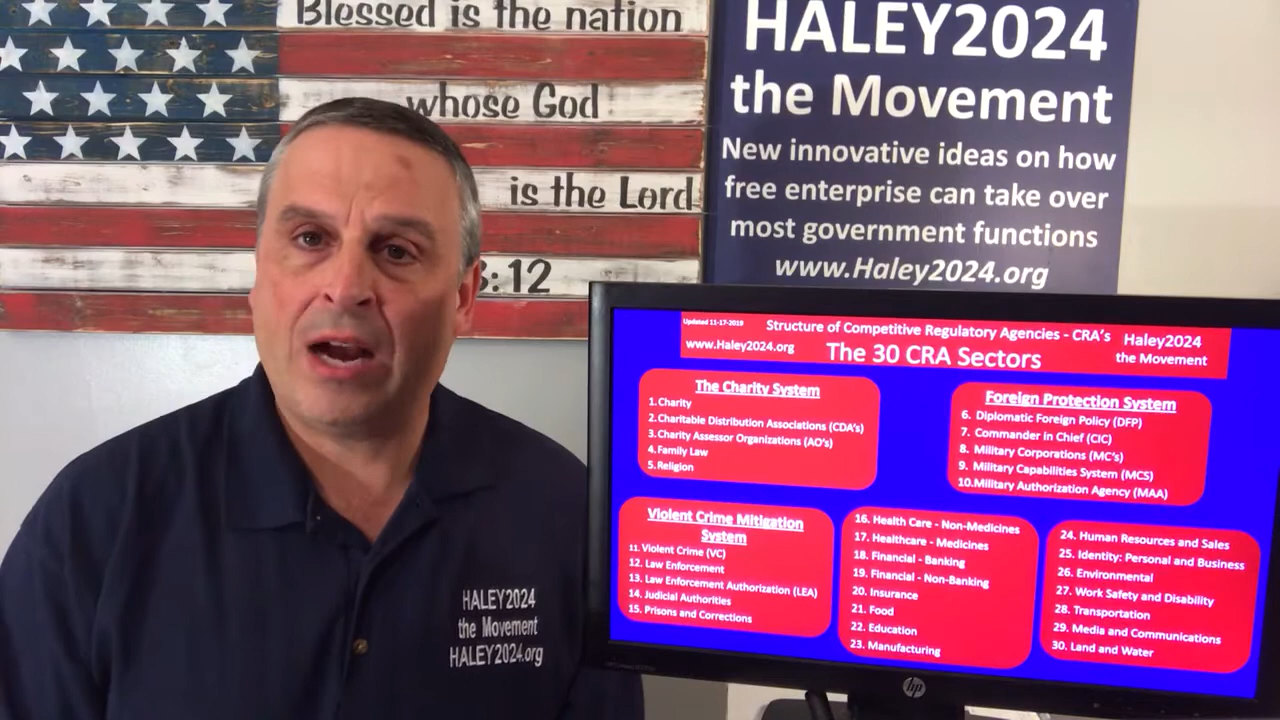 Blessed is the nation
whose God
is the Lord
:12
HALEY2024
the Movement
New innovative ideas on how
free enterprise can take over
most government functions
www.Haley2024.org
HALEY2024
the Movement
HALEY2024.org
Updated 11-17-2019
Structure of Competitive Regulatory Agencies - CRA's
Haley2024
www.Haley2024.org
The 30 CRA Sectors
the Movement
The Charity System
1. Charity
2. Charitable Distribution Associations (CDA's)
3. Charity Assessor Organizations (AO's)
4. Family Law
5. Religion
Foreign Protection System
6. Diplomatic Foreign Policy (DFP)
7. Commander in Chief (CIC)
8. Military Corporations (MC's)
9. Military Capabilities System (MCS)
10. Military Authorization Agency (MAA)
Violent Crime Mitigation
System
11. Violent Crime (VC)
12. Law Enforcement
13. Law Enforcement Authorization (LEA)
14. Judicial Authorities
15. Prisons and Corrections
16. Health Care - Non-Medicines
17. Healthcare - Medicines
18. Financial - Banking
19. Financial - Non-Banking
20. Insurance
21. Food
22. Education
23. Manufacturing
24. Human Resources and Sales
25. Identity: Personal and Business
26. Environmental
27. Work Safety and Disability
28. Transportation
29. Media and Communications
30. Land and Water
hp